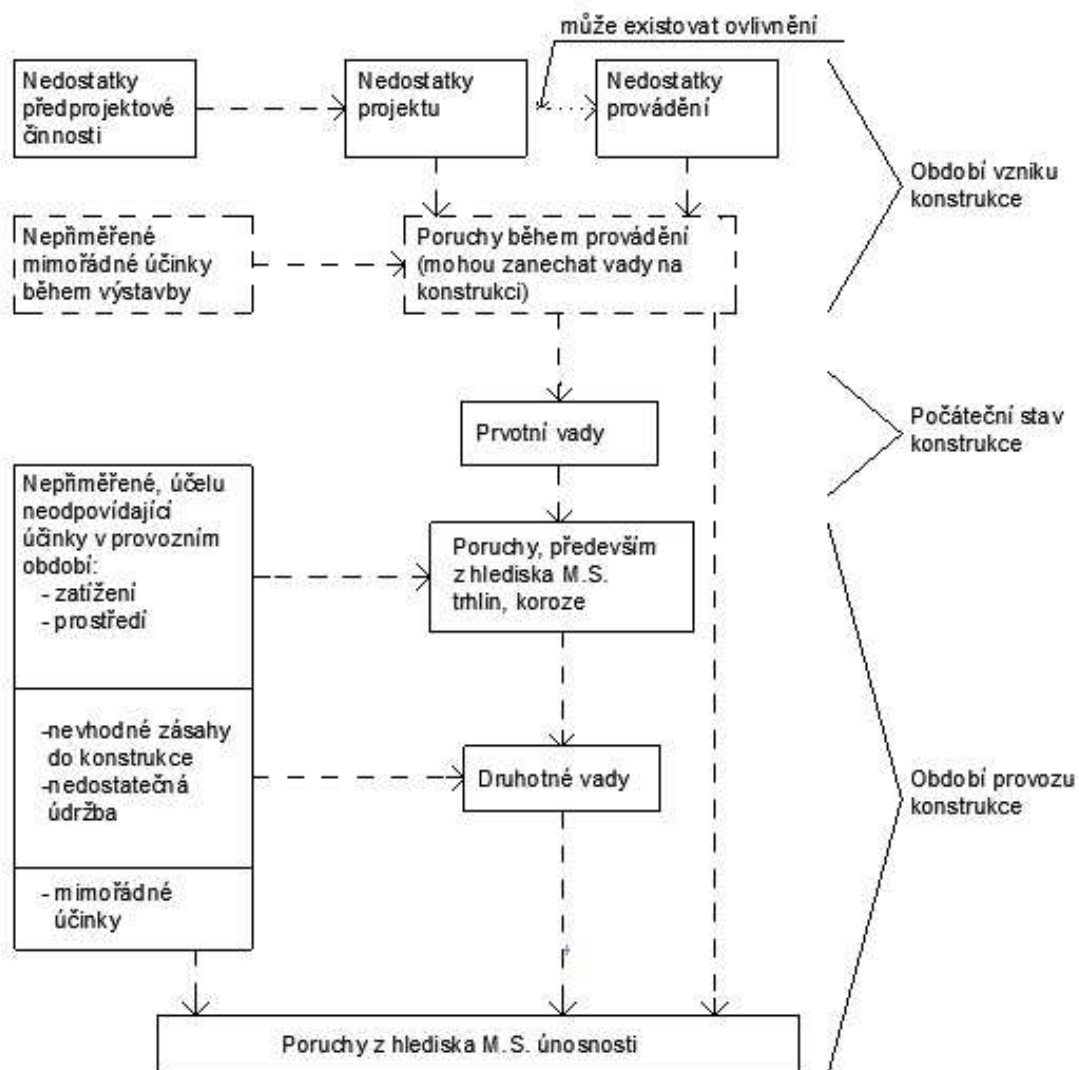 může existovat ovlivnění
Nedostatky
předprojektové
činnosti
Nedostatky
projektu
Nedostatky
provádění
Období vzniku
konstrukce
Nepřiměřené
mimořádné účinky
během výstavby
Poruchy během provádění
(mohou zanechat vady na
konstrukci)
Prvotní vady
Počáteční stav
konstrukce
Nepřiměřené, účelu
neodpovídající
účinky v provozním
období:
- zatížení
- prostředí
Poruchy, především
z hlediska M.S.
trhlin, koroze
-nevhodné zásahy
do konstrukce
-nedostatečná
údržba
Druhotné vady
Období provozu
konstrukce
- mimořádné
účinky
Poruchy z hlediska M.S. únosnosti